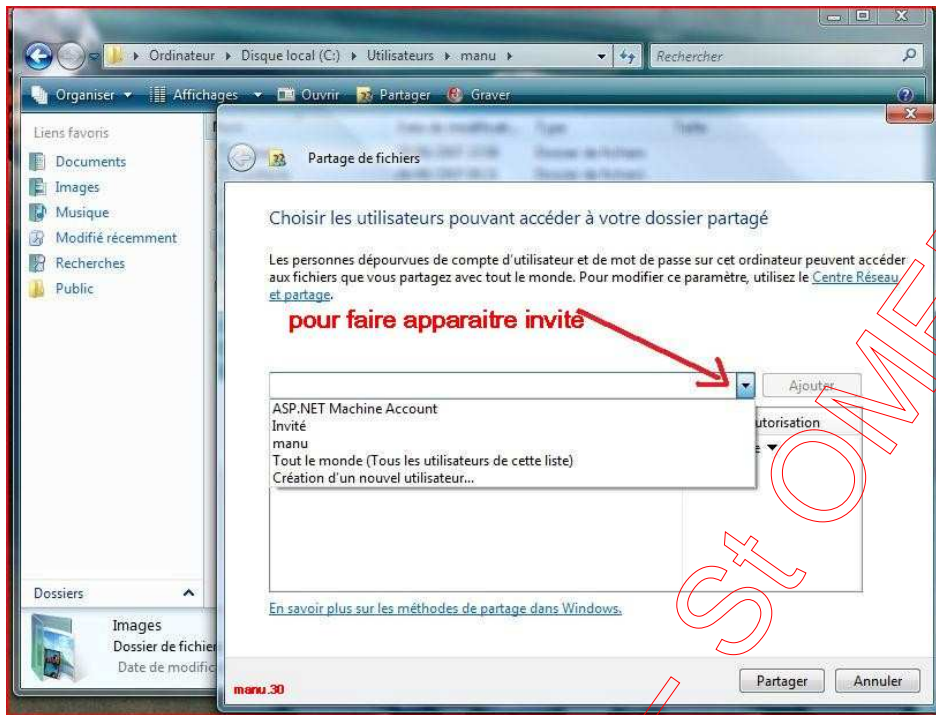 Ordinateur Disque local (C:) Utilisateurs manu Rechercher
Organiser Affichages Ouvrir Partager Graver
Liens favoris
Documents
Images
Musique
Modifié récemment
Recherches
Public
Dossiers
Images
Dossier de fichie
Date de modific
Partage de fichiers
Choisir les utilisateurs pouvant accéder à votre dossier partagé
Les personnes dépourvues de compte d'utilisateur et de mot de passe sur cet ordinateur peuvent accéder
aux fichiers que vous partagez avec tout le monde. Pour modifier ce paramètre, utilisez le Centre Réseau
et partage.
pour faire apparaitre invité
Ajouter
ASP.NET Machine Account
Invité
manu
Tout le monde (Tous les utilisateurs de cette liste)
Création d'un nouvel utilisateur...
utorisation
En savoir plus sur les méthodes de partage dans Windows.
manu.30
Partager Annuler
- St OME